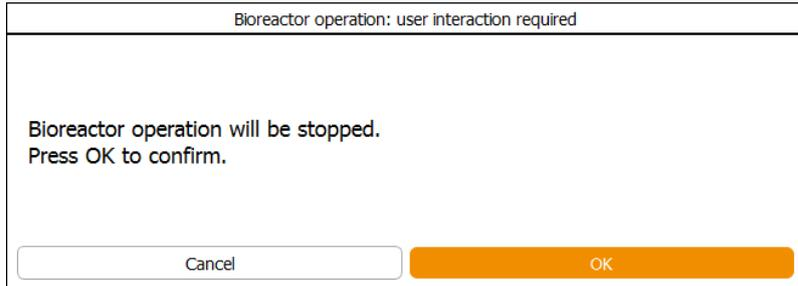 Bioreactor operation: user interaction required
Bioreactor operation will be stopped.
Press OK to confirm.
Cancel
OK